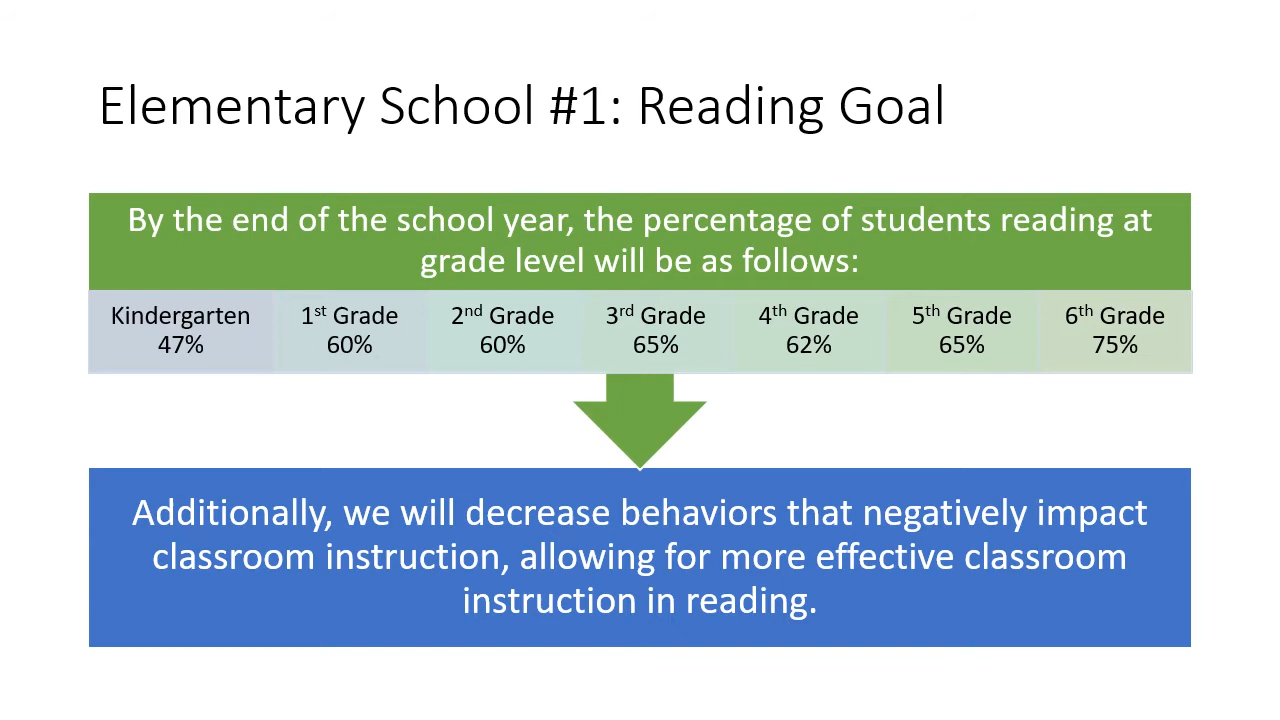 Elementary School #1: Reading Goal
By the end of the school year, the percentage of students reading at
grade level will be as follows:
Kindergarten 1st Grade 2nd Grade 3rd Grade 4th Grade 5th Grade 6th Grade
47% 60% 60% 65% 62% 65% 75%
Additionally, we will decrease behaviors that negatively impact
classroom instruction, allowing for more effective classroom
instruction in reading.